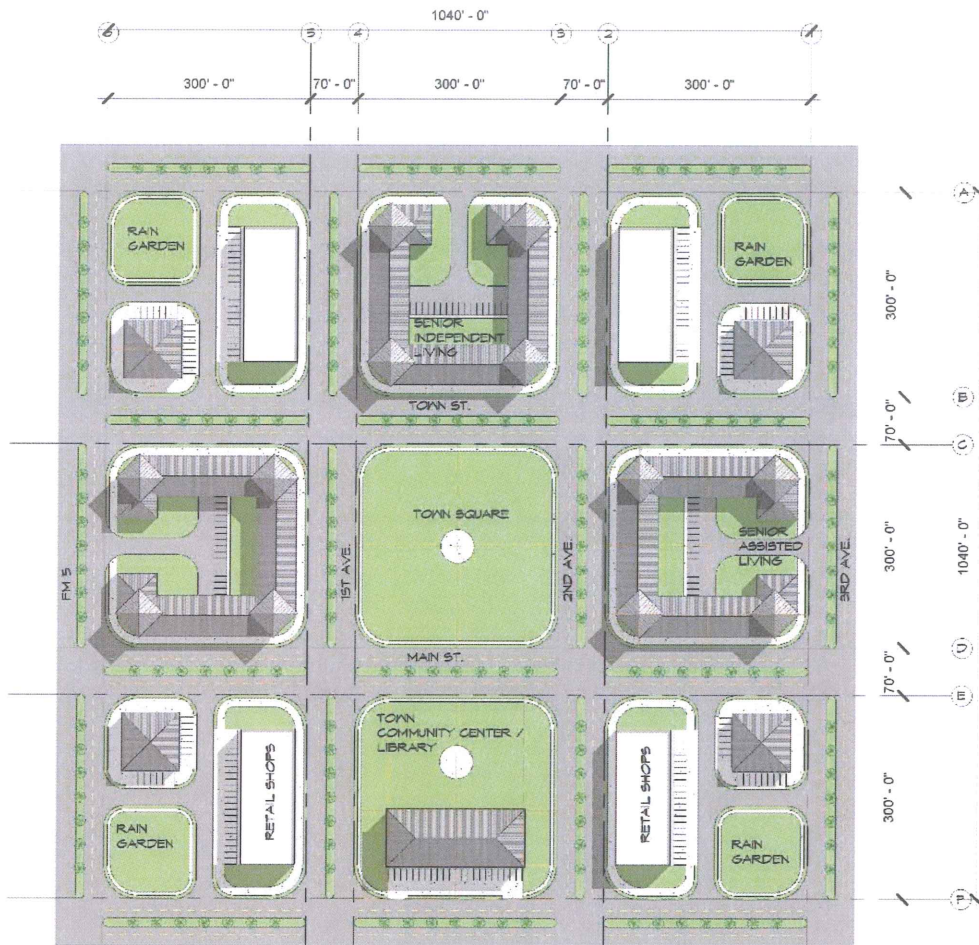 1040' - 0"
6 5 4 3 2 1
300' - 0" 70' - 0" 300' - 0" 70' - 0" 300' - 0"
A
RAIN
GARDEN
RAIN
GARDEN
300' - 0"
SENIOR
INDEPENDENT
LIVING
B
TOWN ST.
70' - 0"
C
TOWN SQUARE
SENIOR
ASSISTED
LIVING
FM 5
1ST AVE.
2ND AVE.
3RD AVE.
300' - 0"
1040' - 0"
D
MAIN ST.
70' - 0"
E
TOWN
COMMUNITY CENTER /
LIBRARY
RETAIL SHOPS
RETAIL SHOPS
300' - 0"
RAIN
GARDEN
RAIN
GARDEN
F